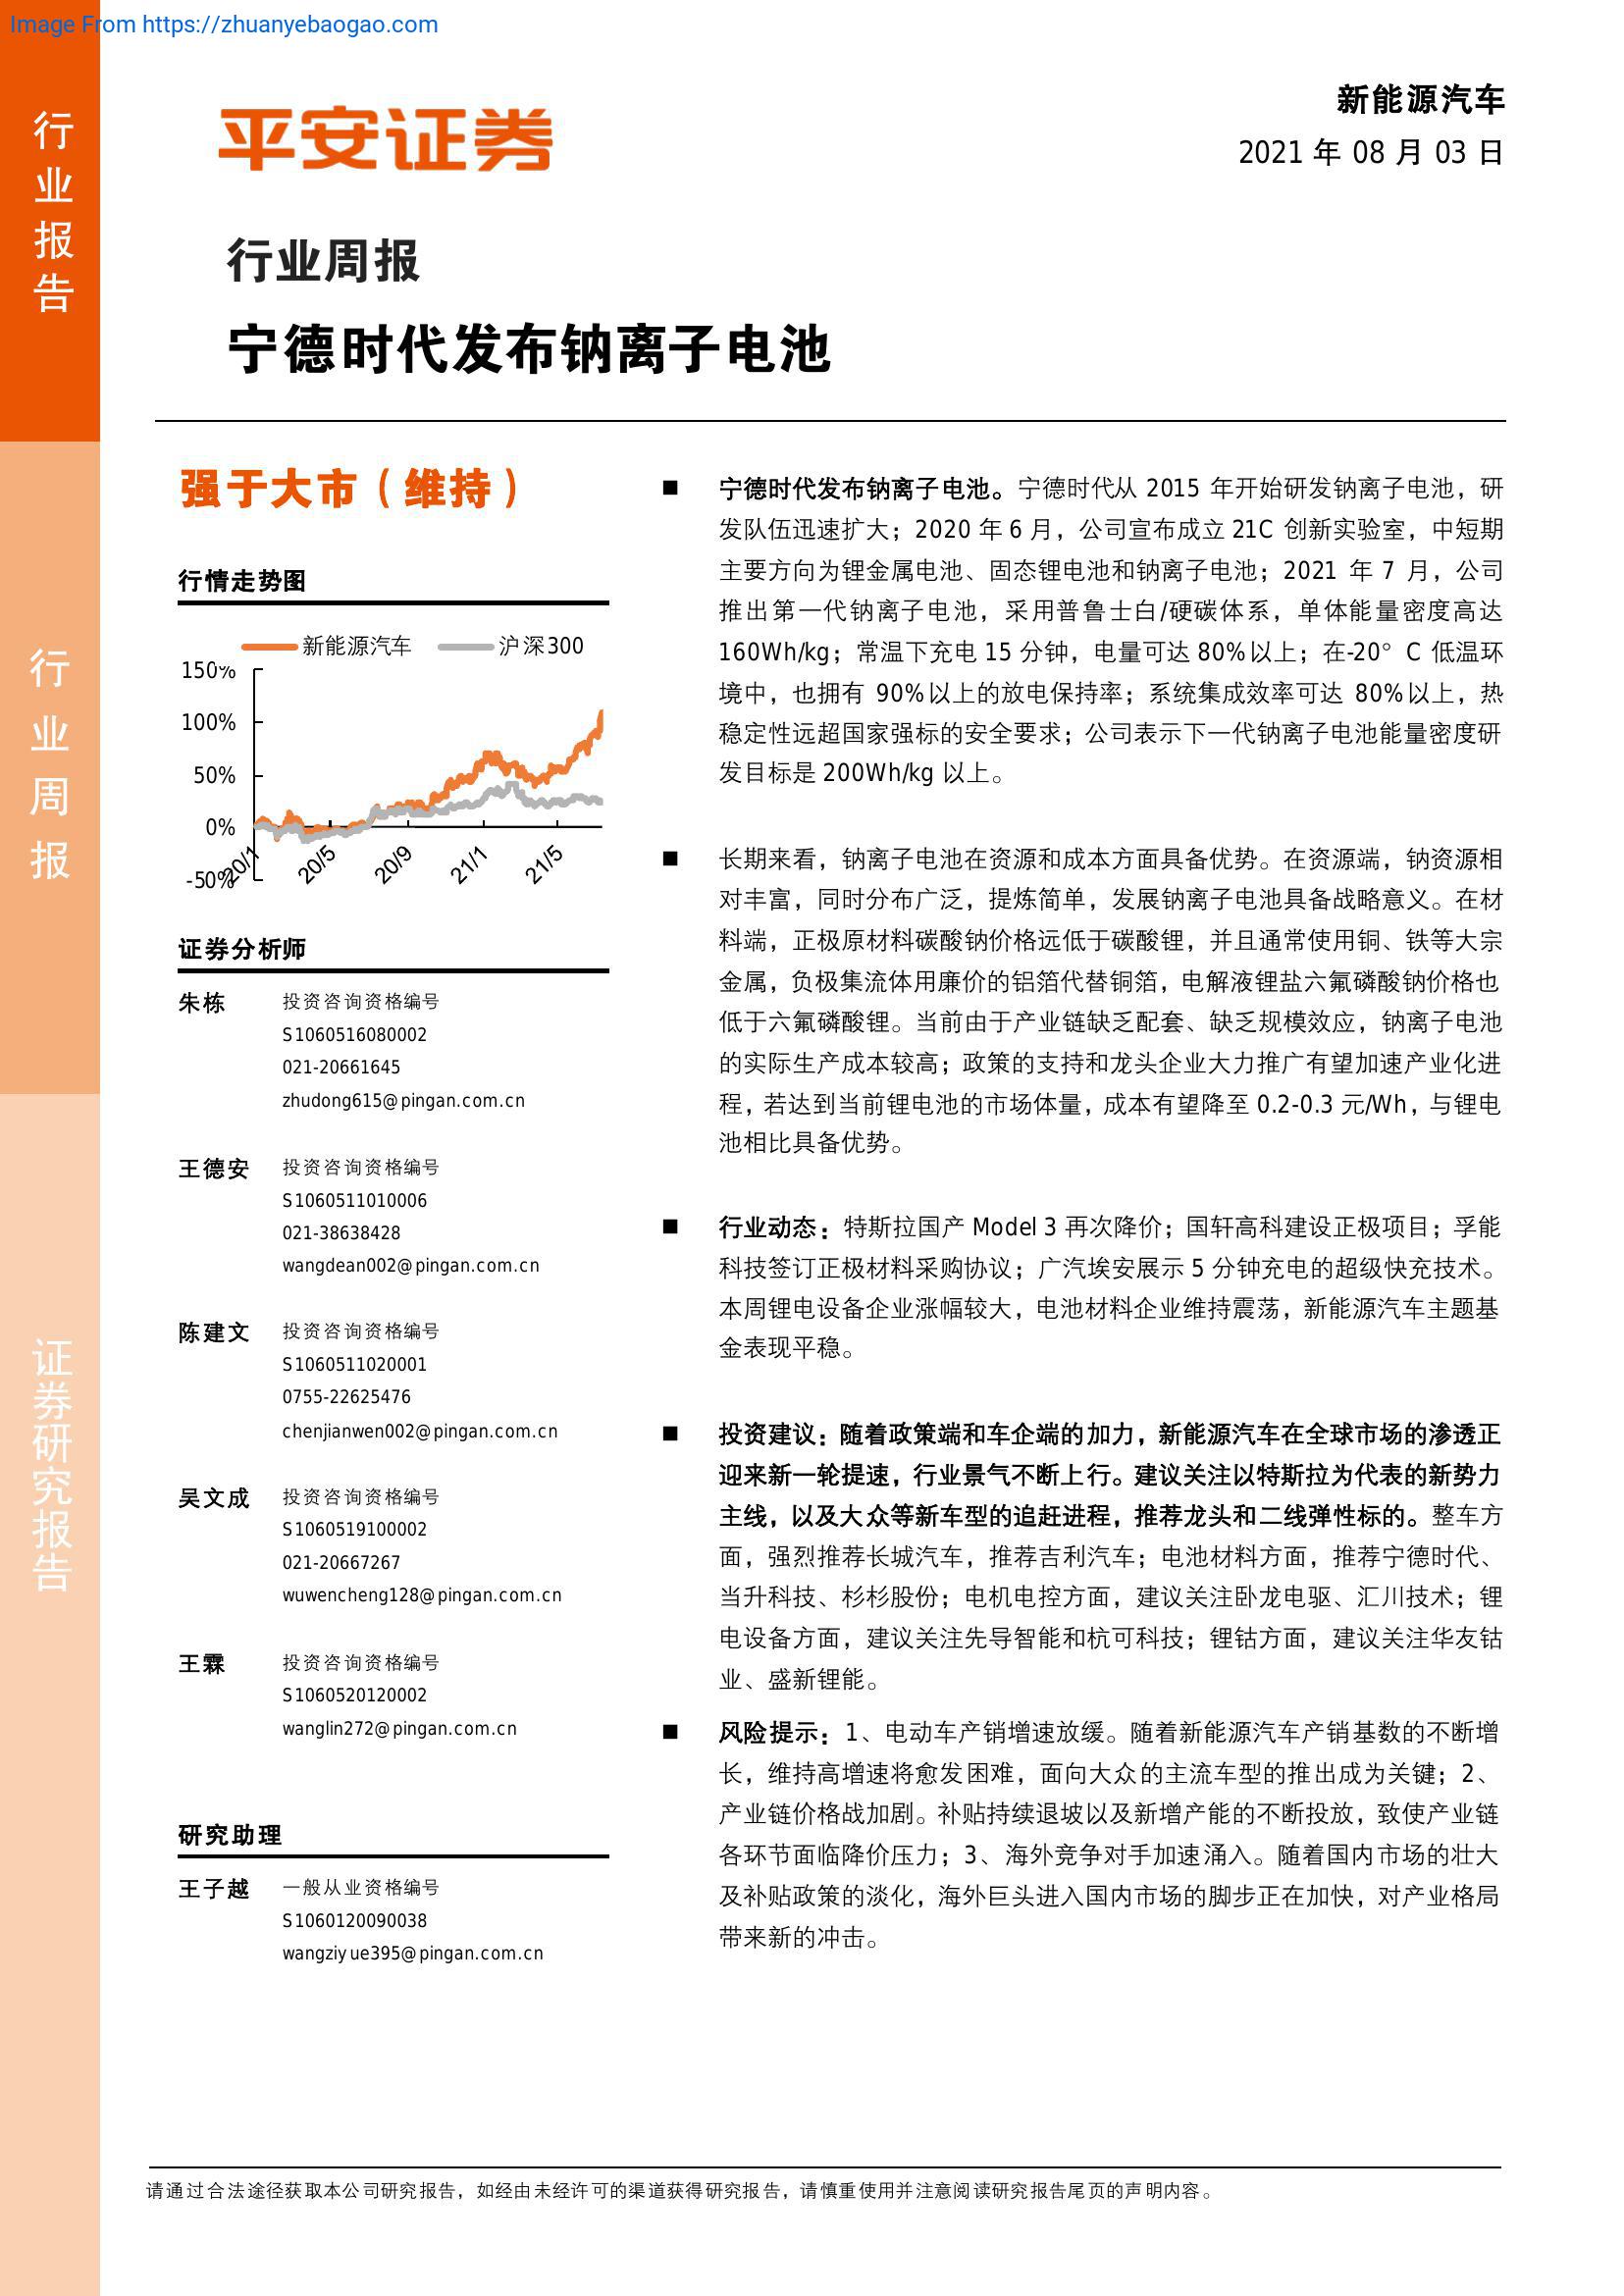 Image From https://zhuanyebaogao.com
行业报告
行业周报
证券研究报告
平安证券
新能源汽车
2021 年 08 月 03 日
行业周报
宁德时代发布钠离子电池
强于大市（维持）
行情走势图
新能源汽车 沪深300
150%
100%
50%
0%
-50%
20/1 20/5 20/9 21/1 21/5
证券分析师
朱栋 投资咨询资格编号
S1060516080002
021-20661645
zhudong615@pingan.com.cn
王德安 投资咨询资格编号
S1060511010006
021-38638428
wangdean002@pingan.com.cn
陈建文 投资咨询资格编号
S1060511020001
0755-22625476
chenjianwen002@pingan.com.cn
吴文成 投资咨询资格编号
S1060519100002
021-20667267
wuwencheng128@pingan.com.cn
王霖 投资咨询资格编号
S1060520120002
wanglin272@pingan.com.cn
研究助理
王子越 一般从业资格编号
S1060120090038
wangziyue395@pingan.com.cn
■ 宁德时代发布钠离子电池。宁德时代从 2015 年开始研发钠离子电池，研
发队伍迅速扩大；2020 年 6 月，公司宣布成立 21C 创新实验室，中短期
主要方向为锂金属电池、固态锂电池和钠离子电池；2021 年 7 月，公司
推出第一代钠离子电池，采用普鲁士白/硬碳体系，单体能量密度高达
160Wh/kg；常温下充电 15 分钟，电量可达 80%以上；在-20° C 低温环
境中，也拥有 90%以上的放电保持率；系统集成效率可达 80%以上，热
稳定性远超国家强标的安全要求；公司表示下一代钠离子电池能量密度研
发目标是 200Wh/kg 以上。
■ 长期来看，钠离子电池在资源和成本方面具备优势。在资源端，钠资源相
对丰富，同时分布广泛，提炼简单，发展钠离子电池具备战略意义。在材
料端，正极原材料碳酸钠价格远低于碳酸锂，并且通常使用铜、铁等大宗
金属，负极集流体用廉价的铝箔代替铜箔，电解液锂盐六氟磷酸钠价格也
低于六氟磷酸锂。当前由于产业链缺乏配套、缺乏规模效应，钠离子电池
的实际生产成本较高；政策的支持和龙头企业大力推广有望加速产业化进
程，若达到当前锂电池的市场体量，成本有望降至 0.2-0.3 元/Wh，与锂电
池相比具备优势。
■ 行业动态：特斯拉国产 Model 3 再次降价；国轩高科建设正极项目；孚能
科技签订正极材料采购协议；广汽埃安展示 5 分钟充电的超级快充技术。
本周锂电设备企业涨幅较大，电池材料企业维持震荡，新能源汽车主题基
金表现平稳。
■ 投资建议：随着政策端和车企端的加力，新能源汽车在全球市场的渗透正
迎来新一轮提速，行业景气不断上行。建议关注以特斯拉为代表的新势力
主线，以及大众等新车型的追赶进程，推荐龙头和二线弹性标的。整车方
面，强烈推荐长城汽车，推荐吉利汽车；电池材料方面，推荐宁德时代、
当升科技、杉杉股份；电机电控方面，建议关注卧龙电驱、汇川技术；锂
电设备方面，建议关注先导智能和杭可科技；锂钴方面，建议关注华友钴
业、盛新锂能。
■ 风险提示：1、电动车产销增速放缓。随着新能源汽车产销基数的不断增
长，维持高增速将愈发困难，面向大众的主流车型的推出成为关键；2、
产业链价格战加剧。补贴持续退坡以及新增产能的不断投放，致使产业链
各环节面临降价压力；3、海外竞争对手加速涌入。随着国内市场的壮大
及补贴政策的淡化，海外巨头进入国内市场的脚步正在加快，对产业格局
带来新的冲击。
请通过合法途径获取本公司研究报告，如经由未经许可的渠道获得研究报告，请慎重使用并注意阅读研究报告尾页的声明内容。